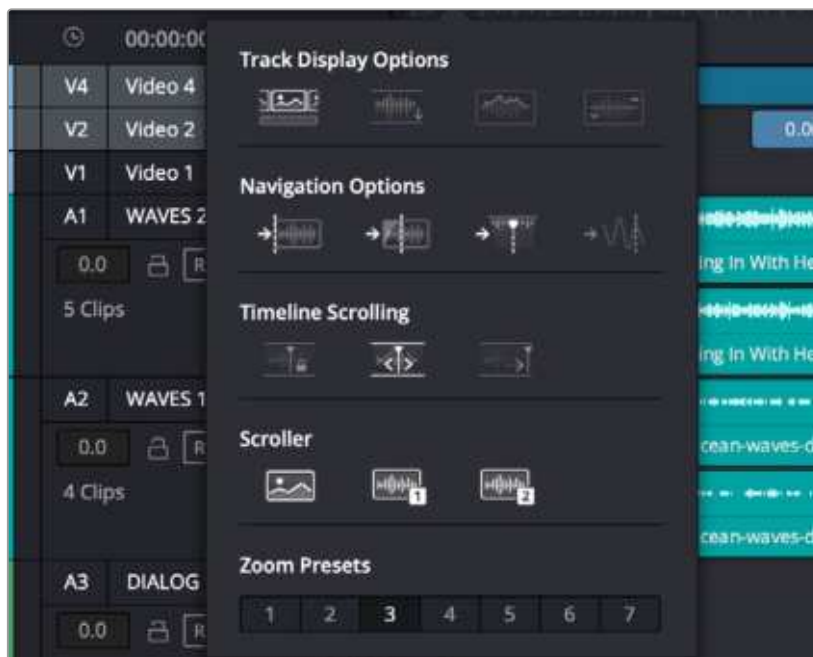 00:00:00
Track Display Options
V4 Video 4
V2 Video 2
0.0
V1 Video 1
Navigation Options
A1 WAVES 2
0.0 R
ing In With He
5 Clips
Timeline Scrolling
ing In With He
A2 WAVES 1
Scroller
0.0 R
cean-waves-d
4 Clips
1
2
cean-waves-d
Zoom Presets
A3 DIALOG
1 2 3 4 5 6 7
0.0 R